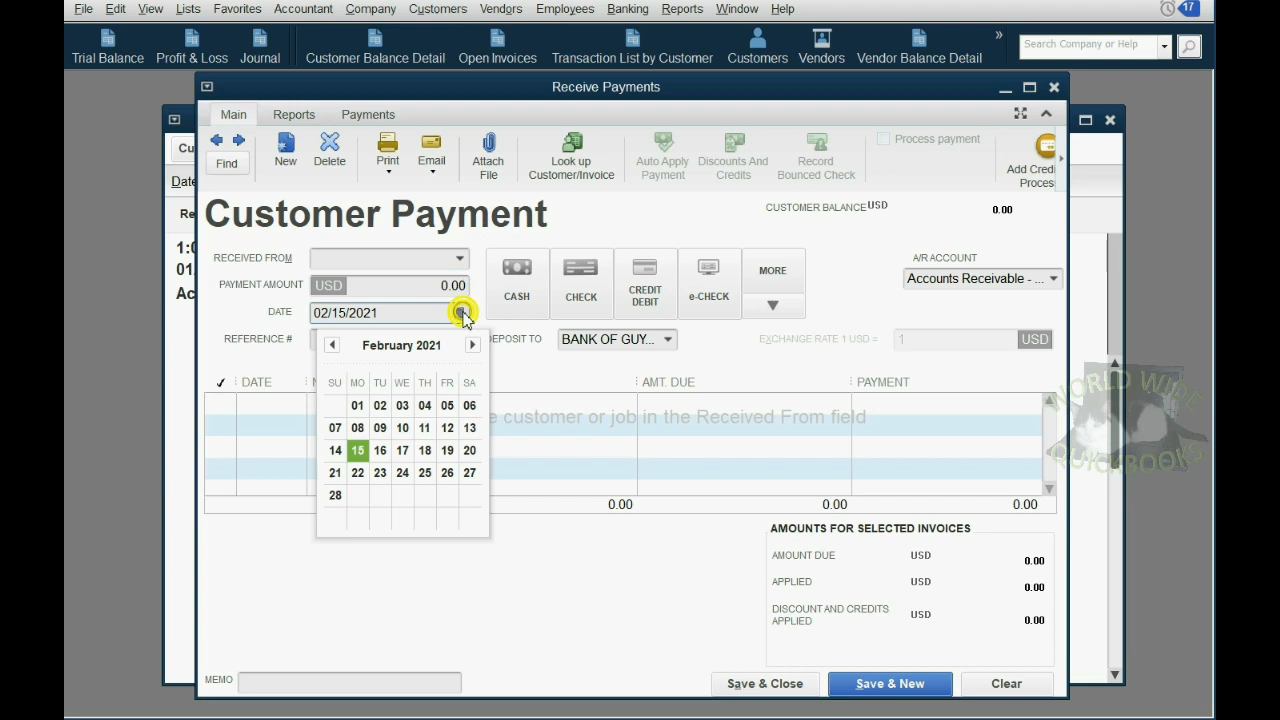 File Edit View Lists Favorites Accountant Company Customers Vendors Employees Banking Reports Window Help 17
Trial Balance Profit & Loss Journal Customer Balance Detail Open Invoices Transaction List by Customer Customers Vendors Vendor Balance Detail » Search Company or Help
Receive Payments
Main Reports Payments
Find New Delete Print Email Attach File Look up Customer/Invoice Auto Apply Payment Discounts And Credits Record Bounced Check Process payment Add Credi Proces
Cu
Date
Re
1:0
01
Ac
Customer Payment
CUSTOMER BALANCE USD 0.00
RECEIVED FROM
A/R ACCOUNT
Accounts Receivable - ...
PAYMENT AMOUNT USD 0.00
CASH CHECK CREDIT DEBIT e-CHECK MORE
DATE 02/15/2021
REFERENCE #
EPOSIT TO BANK OF GUY... EXCHANGE RATE 1 USD = 1 USD
February 2021
SU MO TU WE TH FR SA
01 02 03 04 05 06
07 08 09 10 11 12 13
14 15 16 17 18 19 20
21 22 23 24 25 26 27
28
DATE AMT. DUE PAYMENT
e customer or job in the Received From field
0.00 0.00 0.00
AMOUNTS FOR SELECTED INVOICES
AMOUNT DUE USD 0.00
APPLIED USD 0.00
DISCOUNT AND CREDITS
APPLIED USD 0.00
MEMO
Save & Close Save & New Clear
WORLD WIDE
QUICKBOOKS